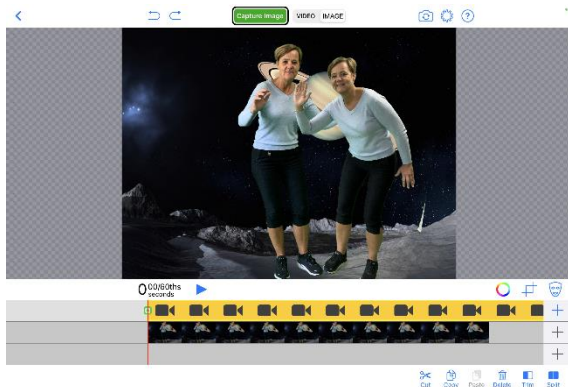 Capture Image VIDEO IMAGE
0 00/60ths
seconds
Cut Copy Paste Delete Trim Split